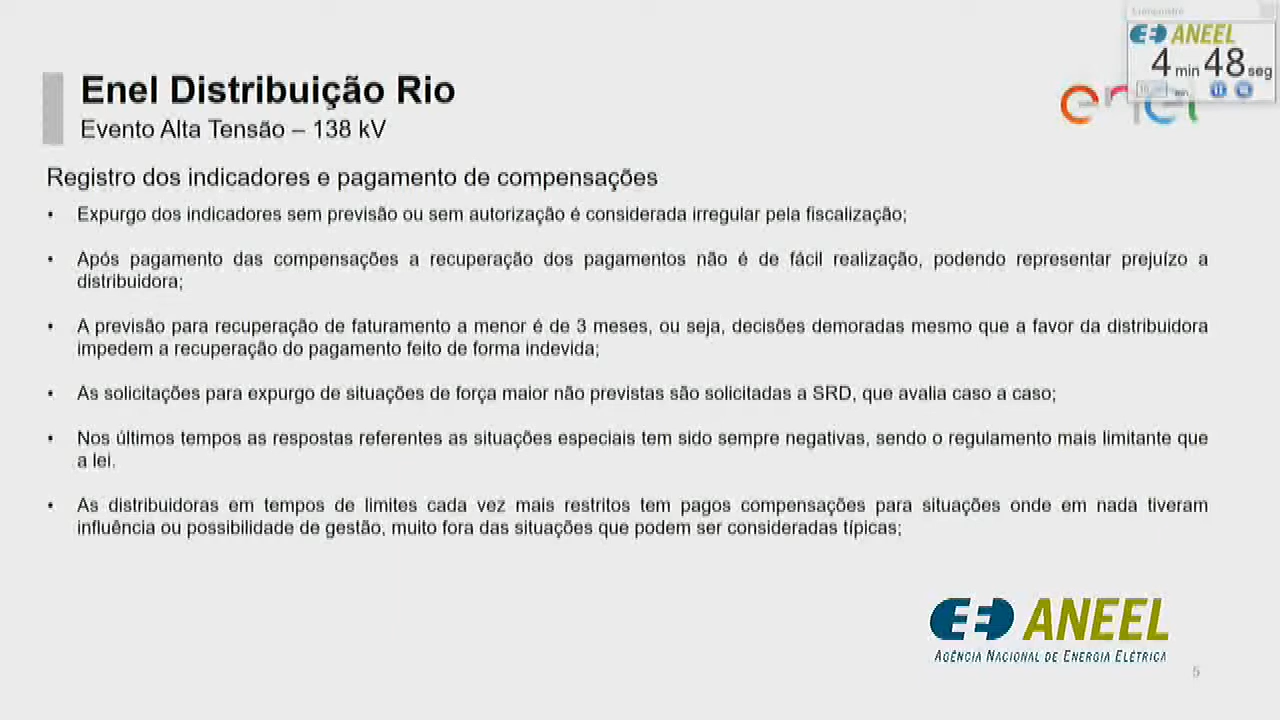 Cronômetro
ANEEL
4 min 48 seg
min
Enel Distribuição Rio
enel
Evento Alta Tensão – 138 kV
Registro dos indicadores e pagamento de compensações
• Expurgo dos indicadores sem previsão ou sem autorização é considerada irregular pela fiscalização;
• Após pagamento das compensações a recuperação dos pagamentos não é de fácil realização, podendo representar prejuízo a
distribuidora;
• A previsão para recuperação de faturamento a menor é de 3 meses, ou seja, decisões demoradas mesmo que a favor da distribuidora
impedem a recuperação do pagamento feito de forma indevida;
• As solicitações para expurgo de situações de força maior não previstas são solicitadas a SRD, que avalia caso a caso;
• Nos últimos tempos as respostas referentes as situações especiais tem sido sempre negativas, sendo o regulamento mais limitante que
a lei.
• As distribuidoras em tempos de limites cada vez mais restritos tem pagos compensações para situações onde em nada tiveram
influência ou possibilidade de gestão, muito fora das situações que podem ser consideradas típicas;
ANEEL
AGÊNCIA NACIONAL DE ENERGIA ELÉTRICA
5